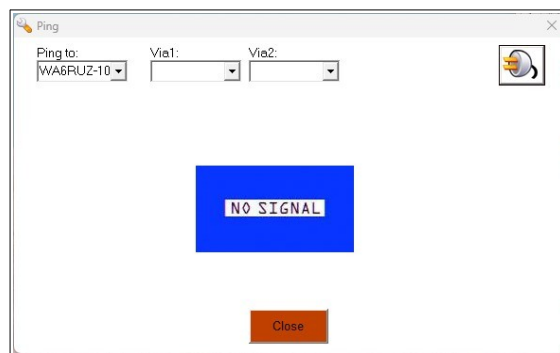 Ping
Ping to: Via1: Via2:
WA6RUZ-10
NO SIGNAL
Close